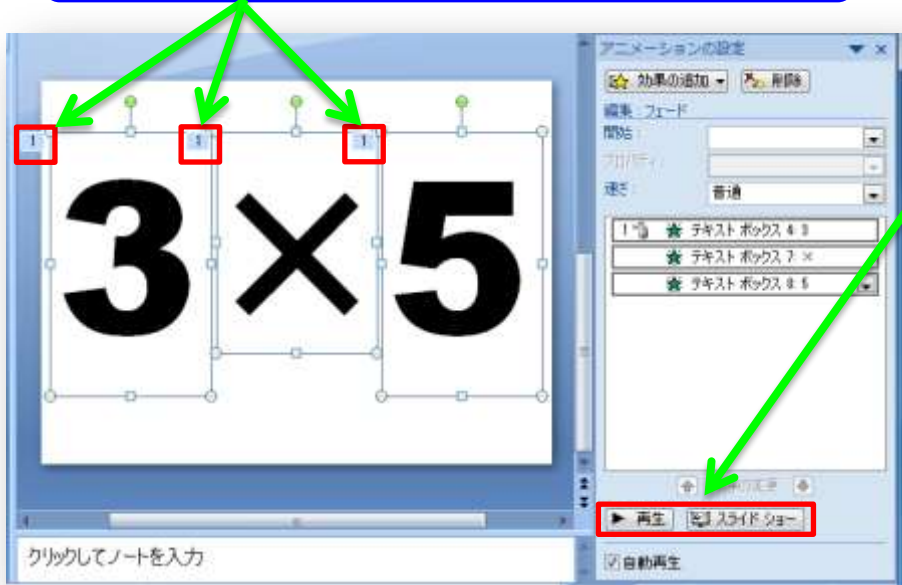 アニメーションの設定
効果の追加
削除
編集: フェード
開始:
プロパティ:
速さ:
普通
1
1
1
3×5
1 テキスト ボックス 4: 3
テキスト ボックス 7: ×
テキスト ボックス 8: 5
再生
スライド ショー
クリックしてノートを入力
自動再生